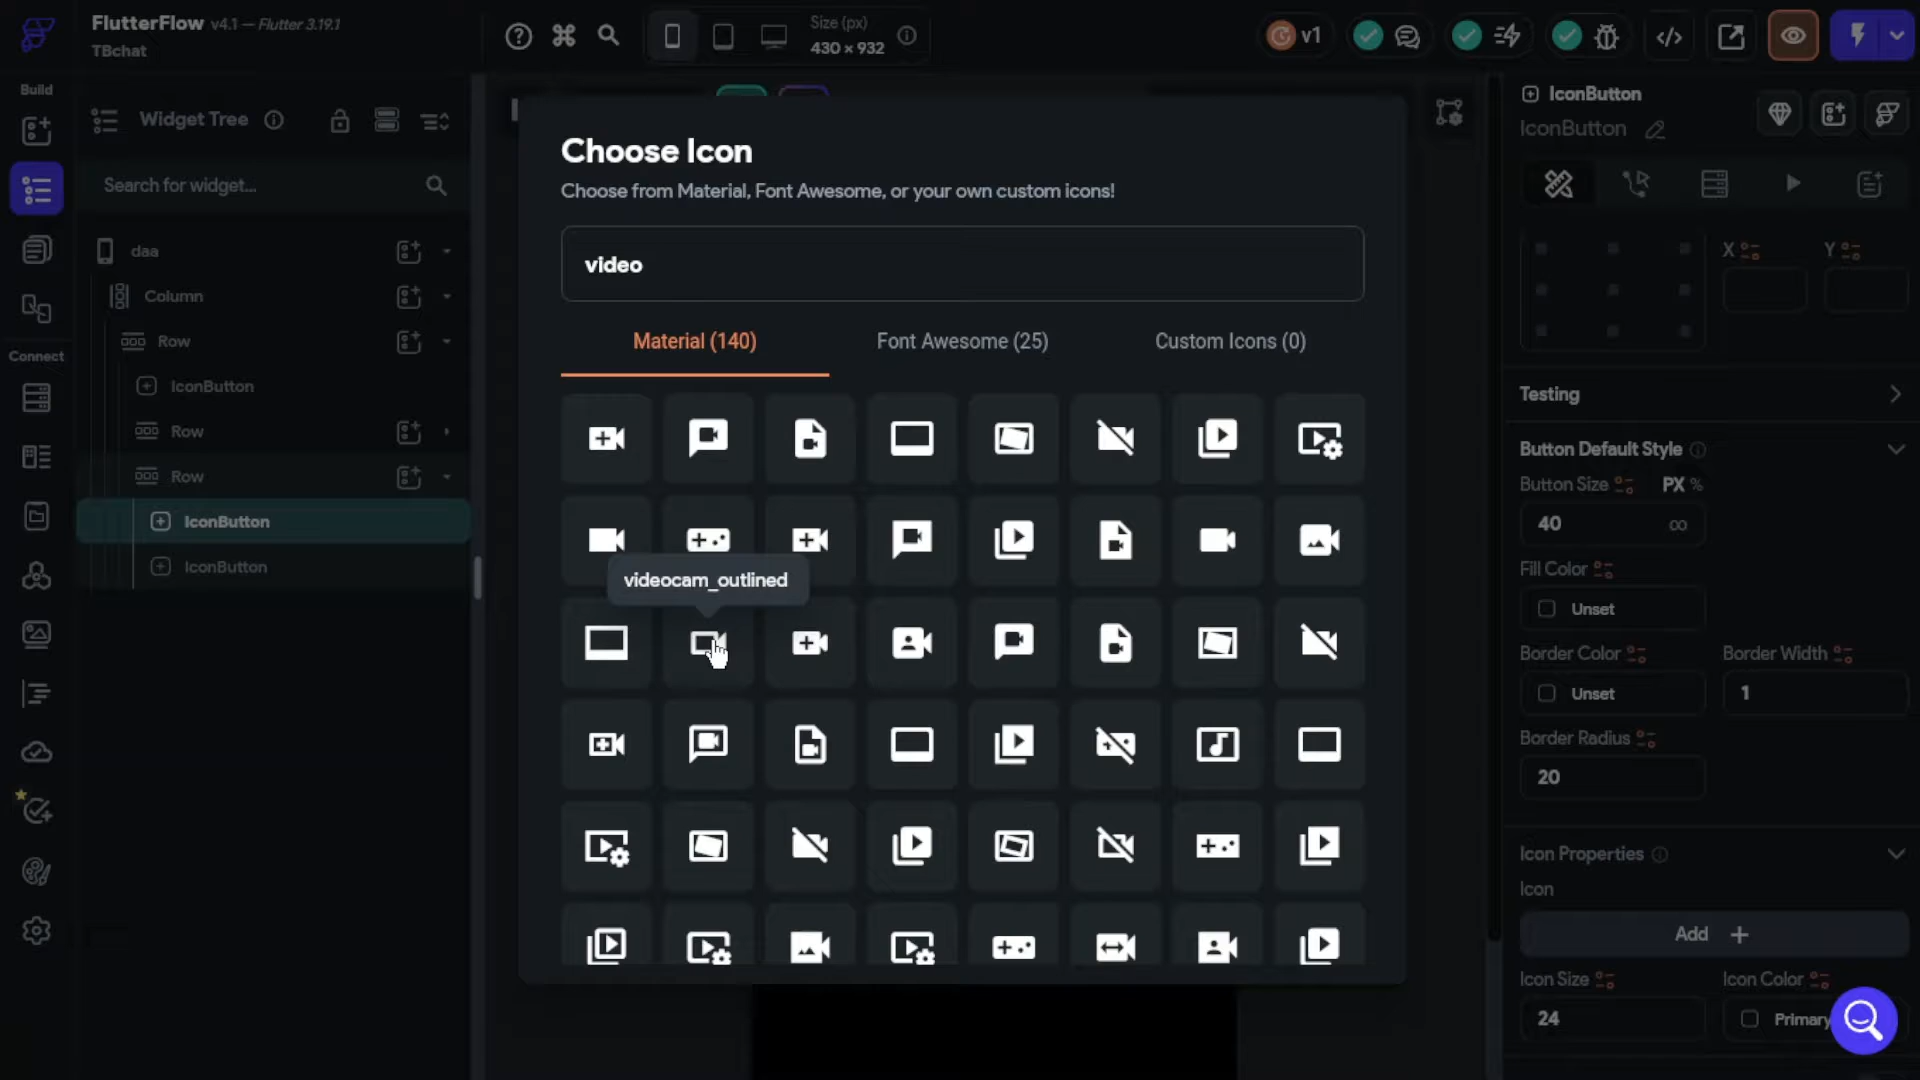 FlutterFlow v4.1 — Flutter 3.19.1
TBchat
Size (px)
430 × 932
v1
Build
Widget Tree
Search for widget...
daa
Column
Row
IconButton
Row
Row
IconButton
IconButton
Connect
Choose Icon
Choose from Material, Font Awesome, or your own custom icons!
video
Material (140)
Font Awesome (25)
Custom Icons (0)
videocam_outlined
IconButton
IconButton
X
Y
Testing
Button Default Style
Button Size
PX %
40
∞
Fill Color
Unset
Border Color
Border Width
Unset
1
Border Radius
20
Icon Properties
Icon
Add +
Icon Size
Icon Color
24
Primary